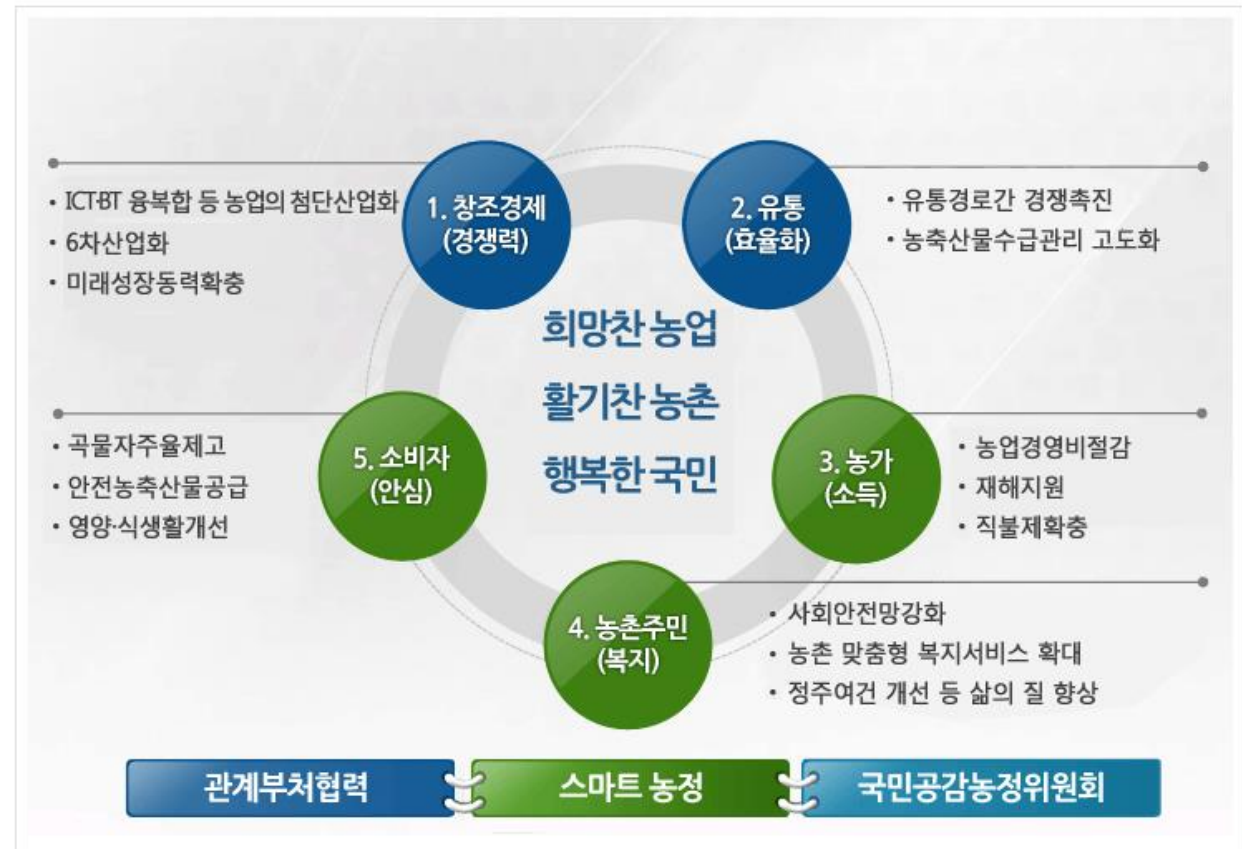 1. 창조경제
(경쟁력)
• ICT·BT 융복합 등 농업의 첨단산업화
• 6차산업화
• 미래성장동력확충
2. 유통
(효율화)
• 유통경로간 경쟁촉진
• 농축산물수급관리 고도화
희망찬 농업
활기찬 농촌
행복한 국민
3. 농가
(소득)
• 농업경영비절감
• 재해지원
• 직불제확충
4. 농촌주민
(복지)
• 사회안전망강화
• 농촌 맞춤형 복지서비스 확대
• 정주여건 개선 등 삶의 질 향상
5. 소비자
(안심)
• 곡물자주율제고
• 안전농축산물공급
• 영양·식생활개선
관계부처협력
스마트 농정
국민공감농정위원회